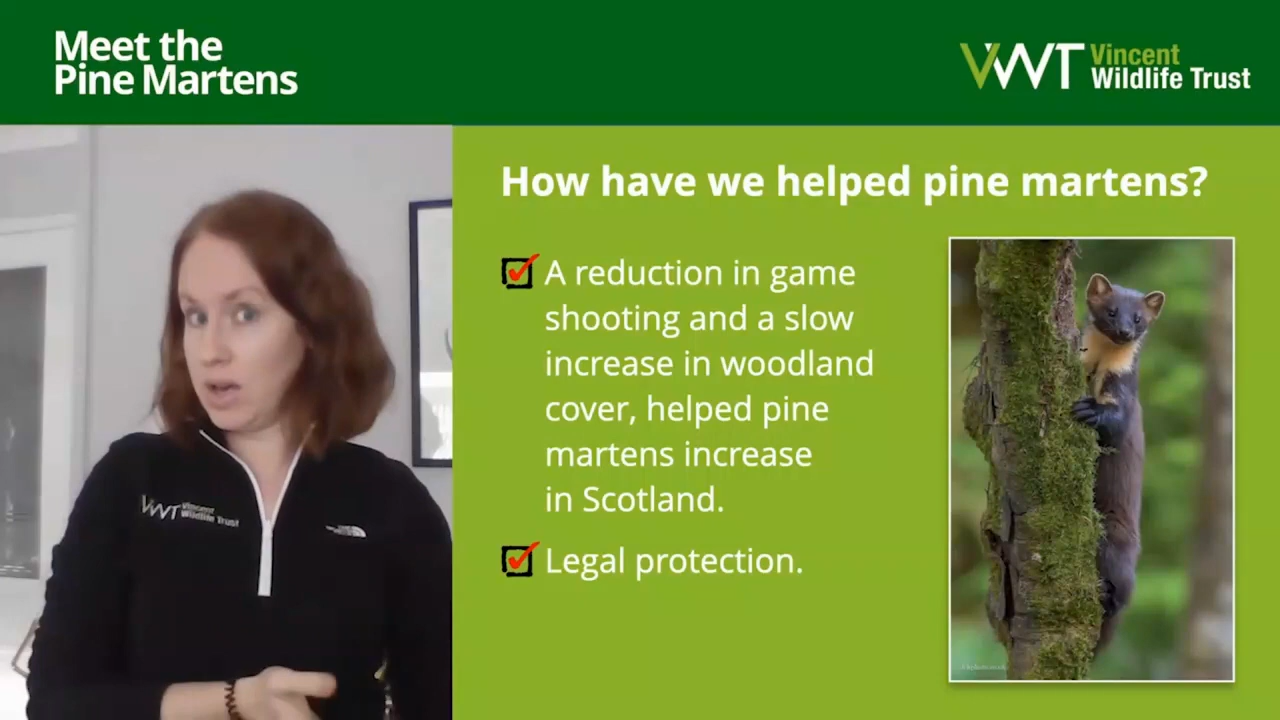 Meet the
Pine Martens
VWT Vincent
Wildlife Trust
How have we helped pine martens?
A reduction in game
shooting and a slow
increase in woodland
cover, helped pine
martens increase
in Scotland.
Legal protection.
VWT Vincent
Wildlife Trust